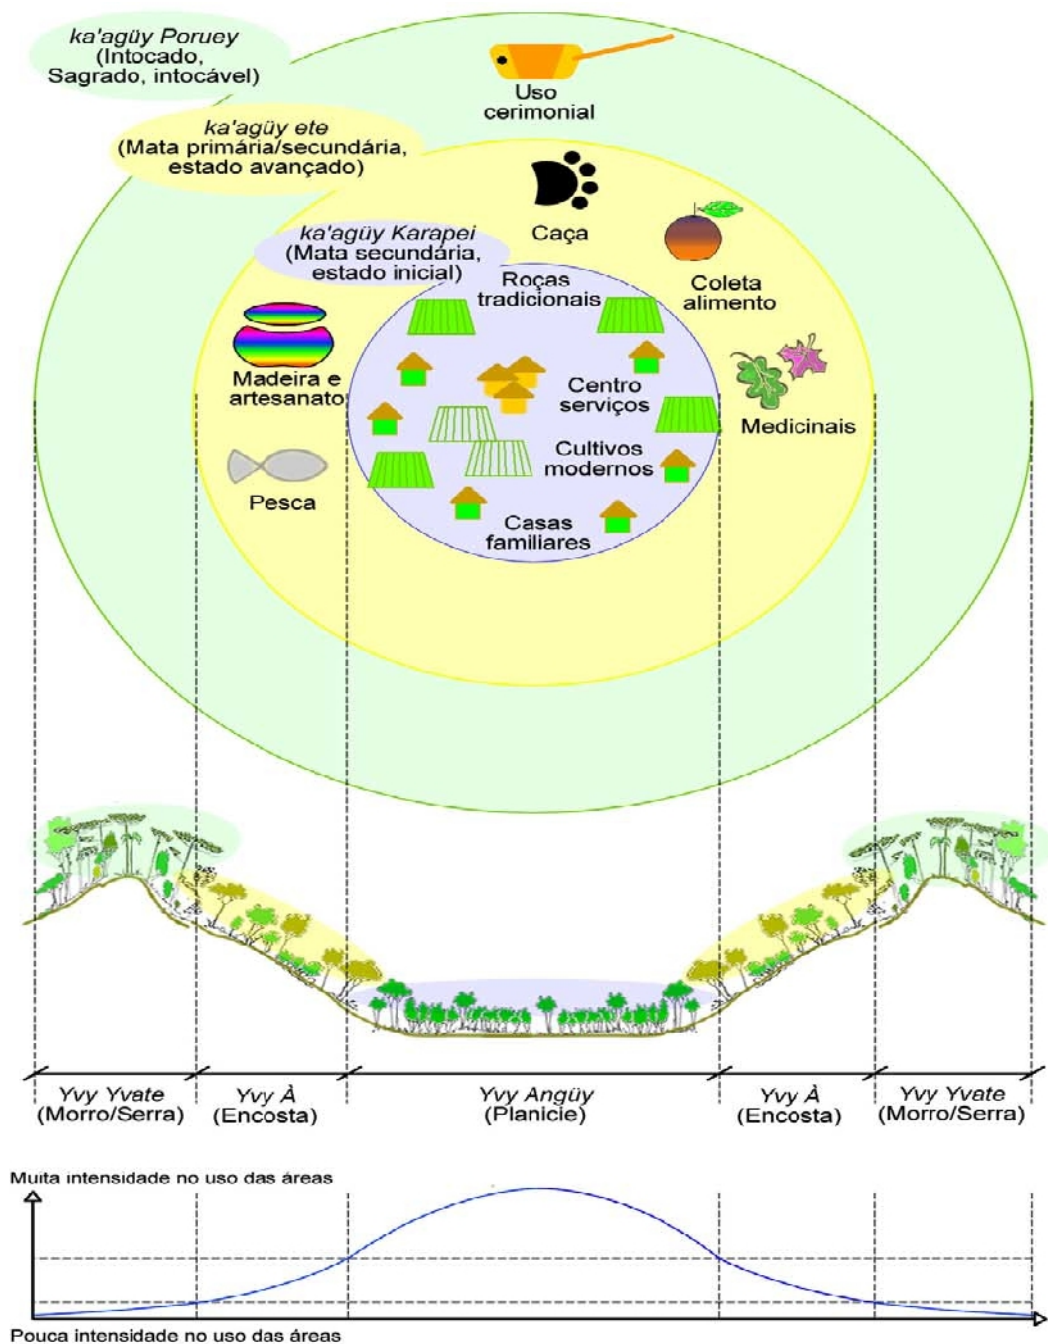 ka'agüy Poruey
(Intocado,
Sagrado, intocável)
Uso
cerimonial
ka'agüy ete
(Mata primária/secundária,
estado avançado)
Caça
ka'agüy Karapei
(Mata secundária,
estado inicial)
Coleta
alimento
Roças
tradicionais
Madeira e
artesanato
Centro
serviços
Medicinais
Cultivos
modernos
Pesca
Casas
familiares
Yvy Yvate
(Morro/Serra)
Yvy À
(Encosta)
Yvy Angüy
(Planicie)
Yvy À
(Encosta)
Yvy Yvate
(Morro/Serra)
Muita intensidade no uso das áreas
Pouca intensidade no uso das áreas